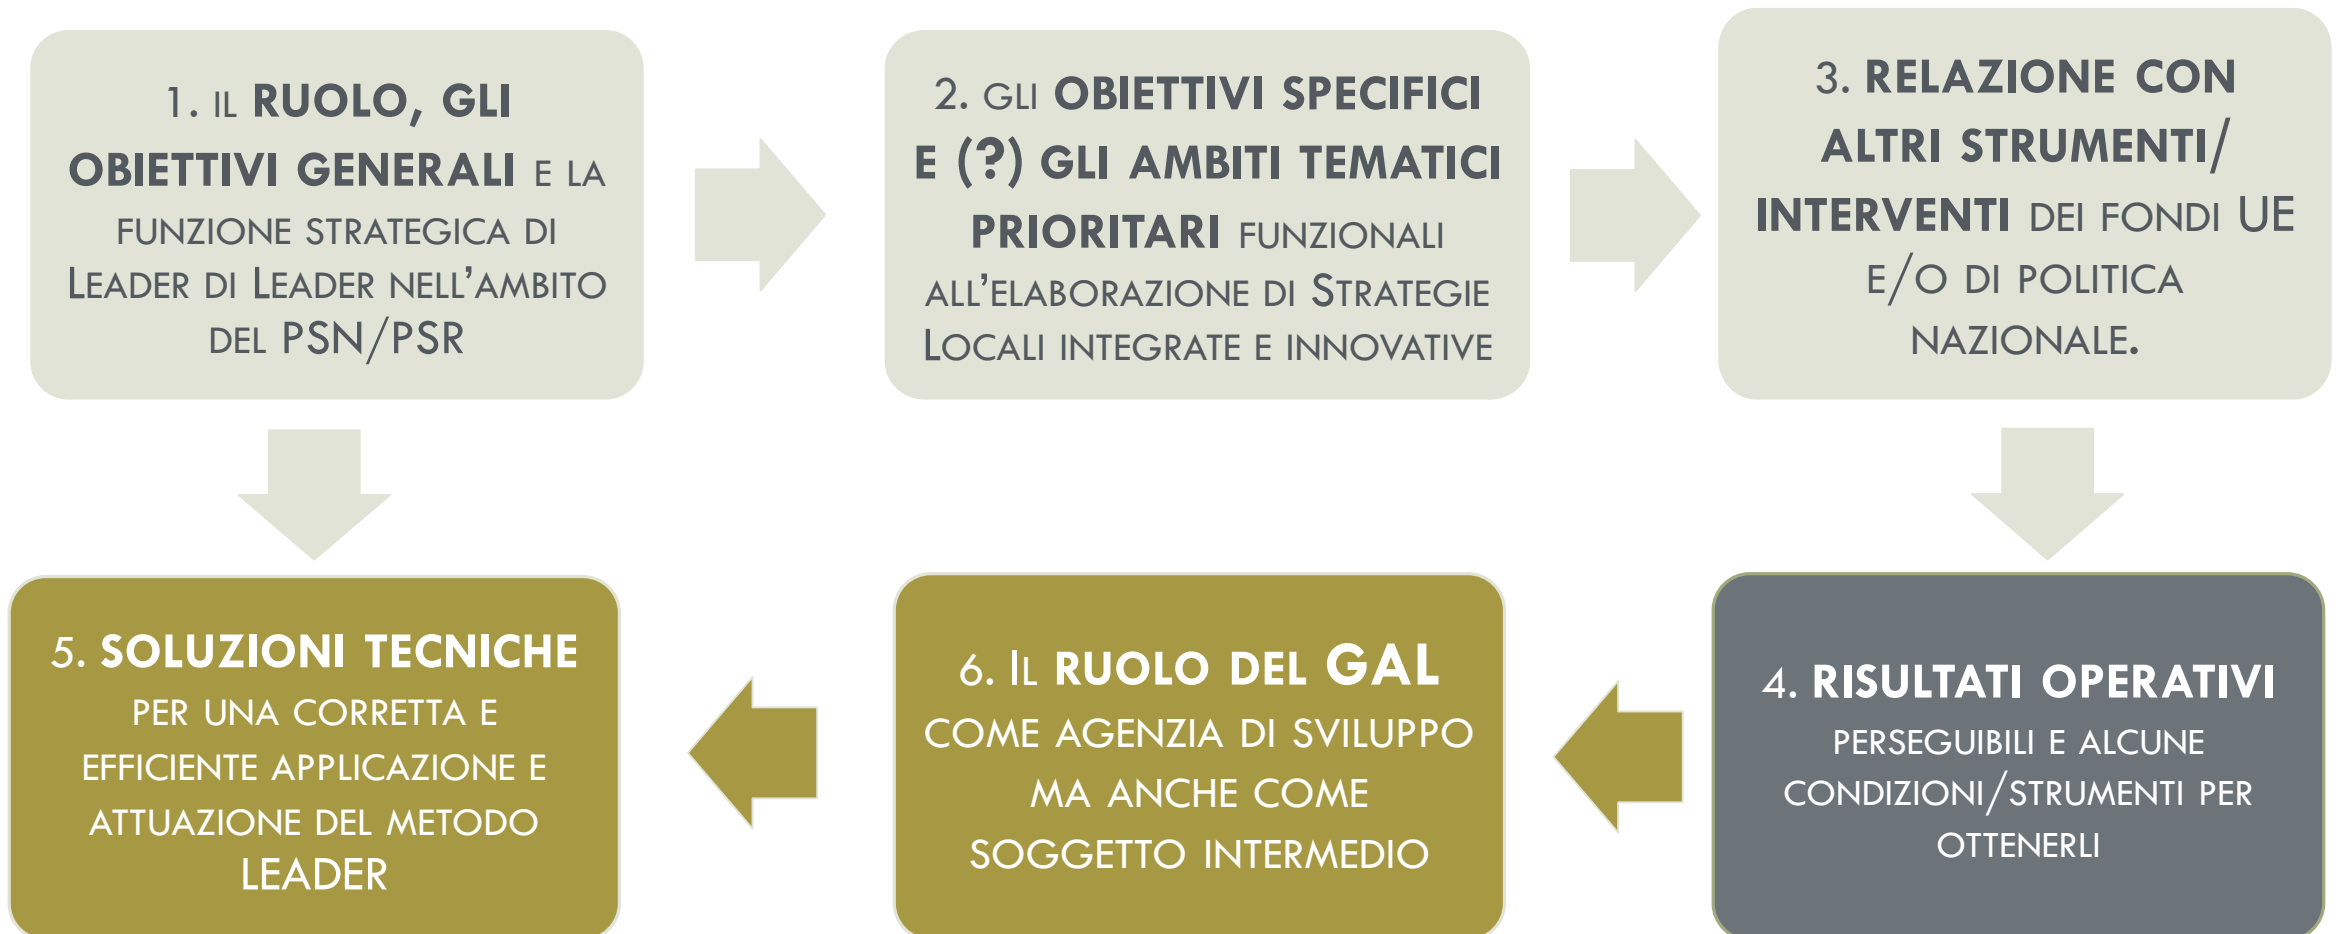 1. IL RUOLO, GLI
OBIETTIVI GENERALI E LA
FUNZIONE STRATEGICA DI
LEADER DI LEADER NELL'AMBITO
DEL PSN/PSR
2. GLI OBIETTIVI SPECIFICI
E (?) GLI AMBITI TEMATICI
PRIORITARI FUNZIONALI
ALL'ELABORAZIONE DI STRATEGIE
LOCALI INTEGRATE E INNOVATIVE
3. RELAZIONE CON
ALTRI STRUMENTI/
INTERVENTI DEI FONDI UE
E/O DI POLITICA
NAZIONALE.
5. SOLUZIONI TECNICHE
PER UNA CORRETTA E
EFFICIENTE APPLICAZIONE E
ATTUAZIONE DEL METODO
LEADER
6. IL RUOLO DEL GAL
COME AGENZIA DI SVILUPPO
MA ANCHE COME
SOGGETTO INTERMEDIO
4. RISULTATI OPERATIVI
PERSEGUIBILI E ALCUNE
CONDIZIONI/STRUMENTI PER
OTTENERLI